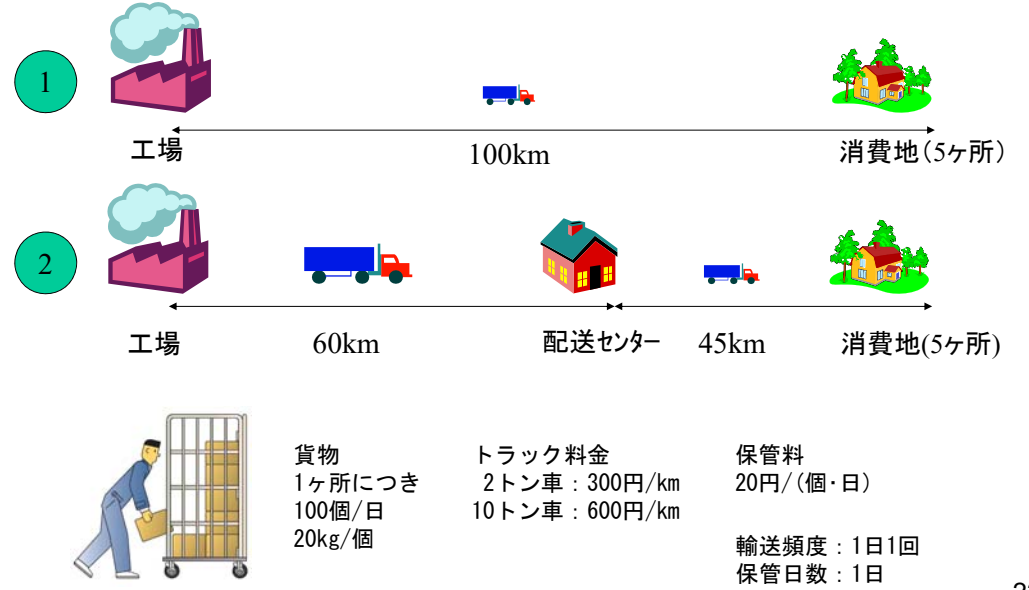 1
工場
100km
消費地(5ヶ所)
2
工場
60km
配送センター
45km
消費地(5ヶ所)
貨物
1ヶ所につき
100個/日
20kg/個
トラック料金
2トン車:300円/km
10トン車:600円/km
保管料
20円/(個・日)
輸送頻度:1日1回
保管日数:1日